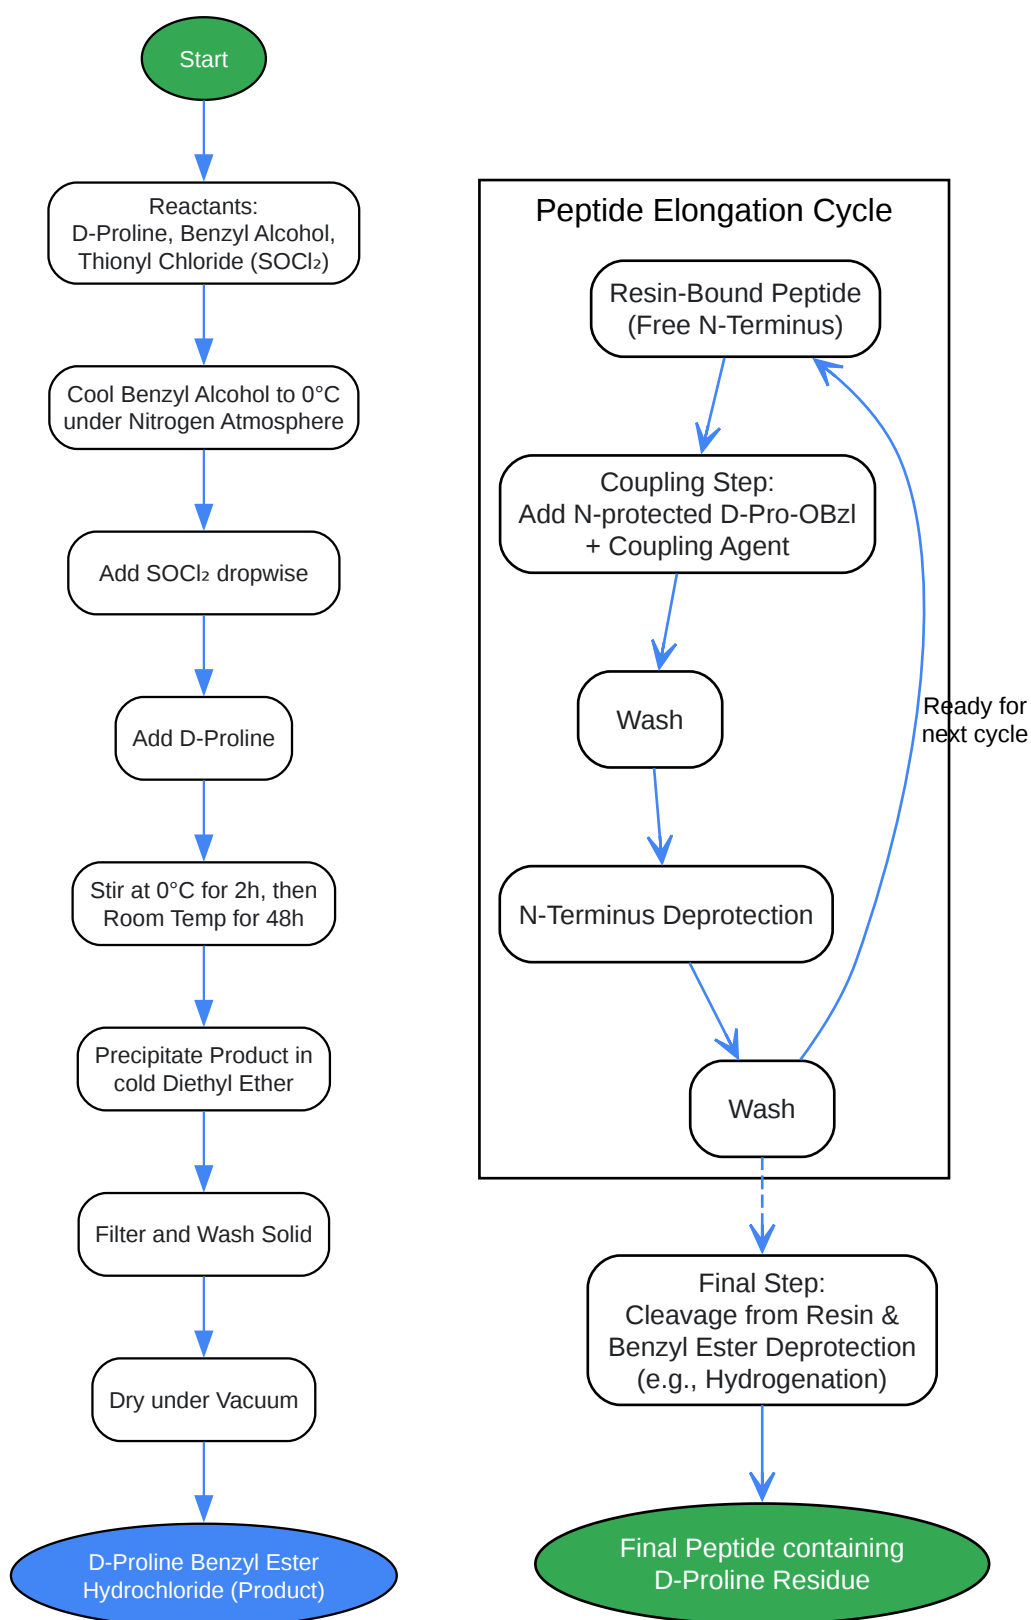 Start
Reactants:
D-Proline, Benzyl Alcohol,
Thionyl Chloride (SOCl₂)
Cool Benzyl Alcohol to 0°C
under Nitrogen Atmosphere
Add SOCl₂ dropwise
Add D-Proline
Stir at 0°C for 2h, then
Room Temp for 48h
Precipitate Product in
cold Diethyl Ether
Filter and Wash Solid
Dry under Vacuum
D-Proline Benzyl Ester
Hydrochloride (Product)
Peptide Elongation Cycle
Resin-Bound Peptide
(Free N-Terminus)
Coupling Step:
Add N-protected D-Pro-OBzl
+ Coupling Agent
Wash
N-Terminus Deprotection
Wash
Ready for
next cycle
Final Step:
Cleavage from Resin &
Benzyl Ester Deprotection
(e.g., Hydrogenation)
Final Peptide containing
D-Proline Residue